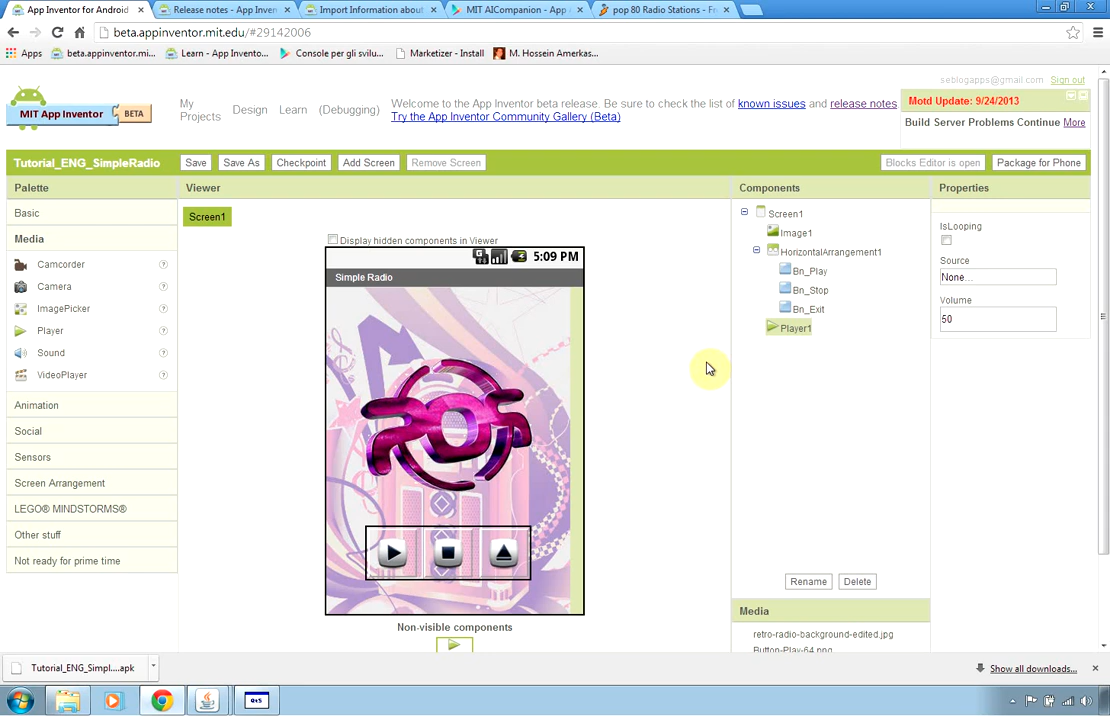 App Inventor for Android
Release notes - App Inven
Import Information about
MIT AICompanion - App A
pop 80 Radio Stations - Fr
beta.appinventor.mit.edu/#29142006
Apps
beta.appinventor.mi...
Learn - App Invento...
Console per gli svilu...
Marketizer - Install
M. Hossein Amerkas...
seblogapps@gmail.com Sign out
MIT App Inventor BETA
My Projects
Design
Learn
(Debugging)
Welcome to the App Inventor beta release. Be sure to check the list of known issues and release notes
Try the App Inventor Community Gallery (Beta)
Motd Update: 9/24/2013
Build Server Problems Continue More
Tutorial_ENG_SimpleRadio
Save
Save As
Checkpoint
Add Screen
Remove Screen
Blocks Editor is open
Package for Phone
Palette
Viewer
Components
Properties
Basic
Media
Camcorder ?
Camera ?
ImagePicker ?
Player ?
Sound ?
VideoPlayer ?
Animation
Social
Sensors
Screen Arrangement
LEGO® MINDSTORMS®
Other stuff
Not ready for prime time
Screen1
Display hidden components in Viewer
5:09 PM
Simple Radio
Non-visible components
Screen1
Image1
HorizontalArrangement1
Bn_Play
Bn_Stop
Bn_Exit
Player1
Rename
Delete
Media
retro-radio-background-edited.jpg
Button-Play-64.png
IsLooping
Source
None...
Volume
50
Tutorial_ENG_Simpl....apk
Show all downloads...